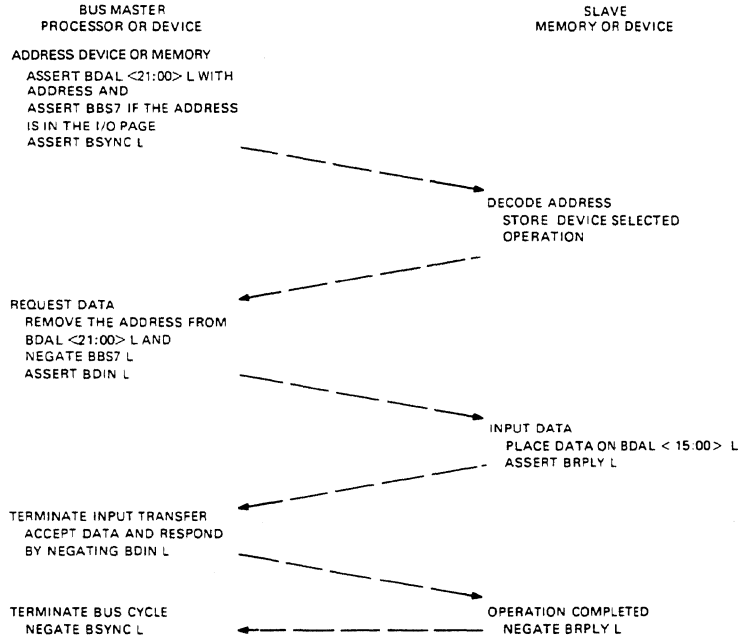 BUS MASTER
PROCESSOR OR DEVICE
SLAVE
MEMORY OR DEVICE
ADDRESS DEVICE OR MEMORY
ASSERT BDAL <21:00> L WITH
ADDRESS AND
ASSERT BBS7 IF THE ADDRESS
IS IN THE I/O PAGE
ASSERT BSYNC L
DECODE ADDRESS
STORE DEVICE SELECTED
OPERATION
REQUEST DATA
REMOVE THE ADDRESS FROM
BDAL <21:00> L AND
NEGATE BBS7 L
ASSERT BDIN L
INPUT DATA
PLACE DATA ON BDAL < 15:00 > L
ASSERT BRPLY L
TERMINATE INPUT TRANSFER
ACCEPT DATA AND RESPOND
BY NEGATING BDIN L
OPERATION COMPLETED
NEGATE BRPLY L
TERMINATE BUS CYCLE
NEGATE BSYNC L